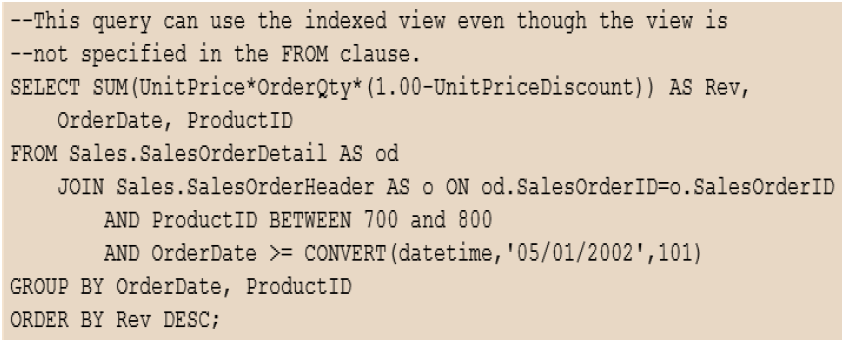 --This query can use the indexed view even though the view is
--not specified in the FROM clause.
SELECT SUM(UnitPrice*OrderQty*(1.00-UnitPriceDiscount)) AS Rev,
    OrderDate, ProductID
FROM Sales.SalesOrderDetail AS od
    JOIN Sales.SalesOrderHeader AS o ON od.SalesOrderID=o.SalesOrderID
        AND ProductID BETWEEN 700 and 800
        AND OrderDate >= CONVERT(datetime,'05/01/2002',101)
GROUP BY OrderDate, ProductID
ORDER BY Rev DESC;